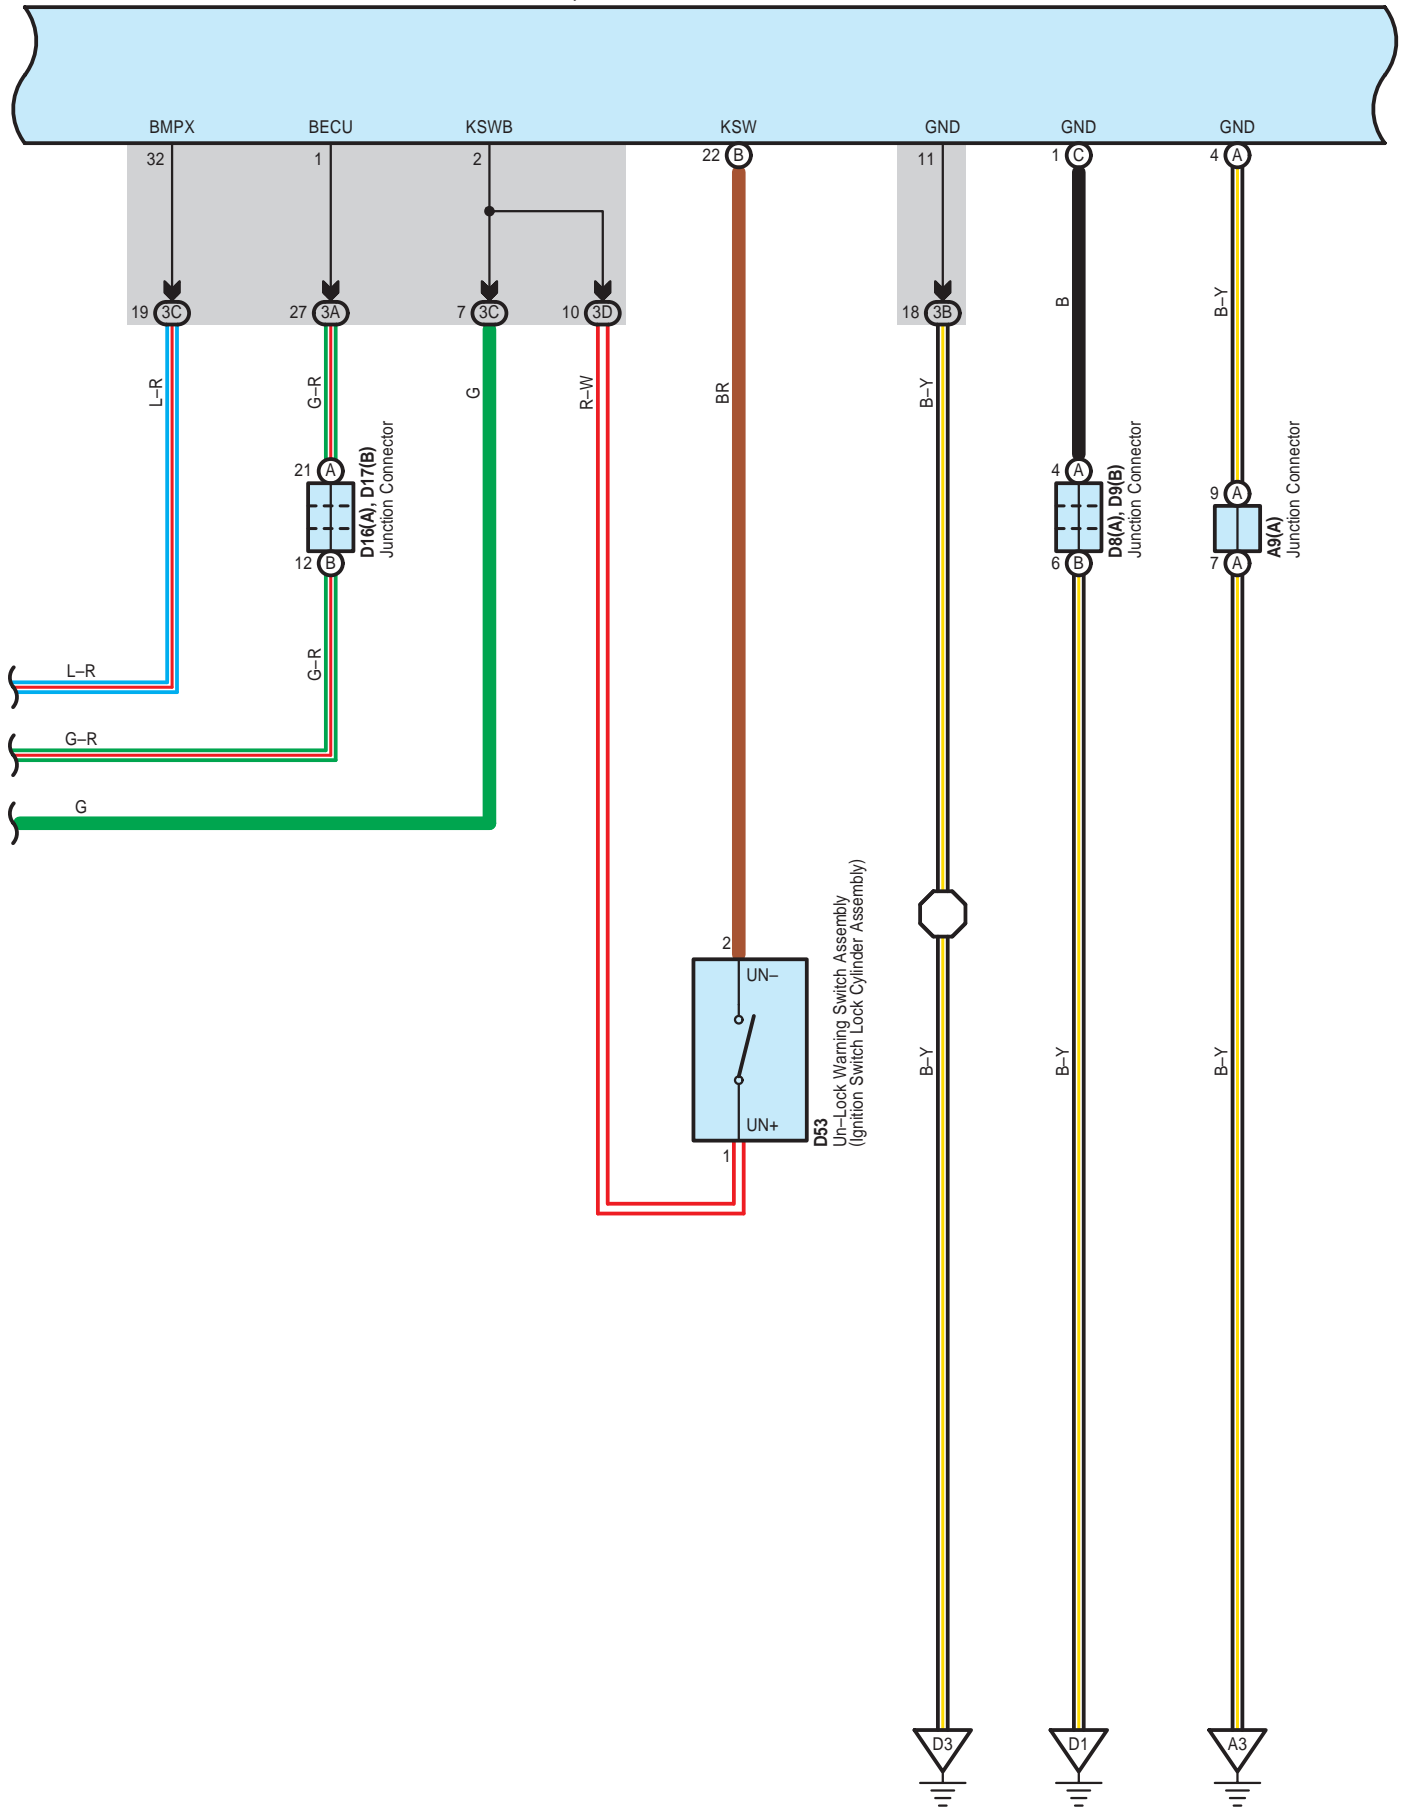 BMPX BECU KSWB KSW GND GND GND
32 1 2 22 B 11 1 C 4 A
19 3C 27 3A 7 3C 10 3D 18 3B
B B–Y
L–R G–R G R–W BR B–Y
21 A 4 A 9 A
D16(A), D17(B)
Junction Connector
D8(A), D9(B)
Junction Connector
A9(A)
Junction Connector
12 B 6 B 7 A
G–R
L–R
G–R
G
2
UN–
UN+
1
D53
Un–Lock Warning Switch Assembly
(Ignition Switch Lock Cylinder Assembly)
B–Y B–Y B–Y
D3 D1 A3